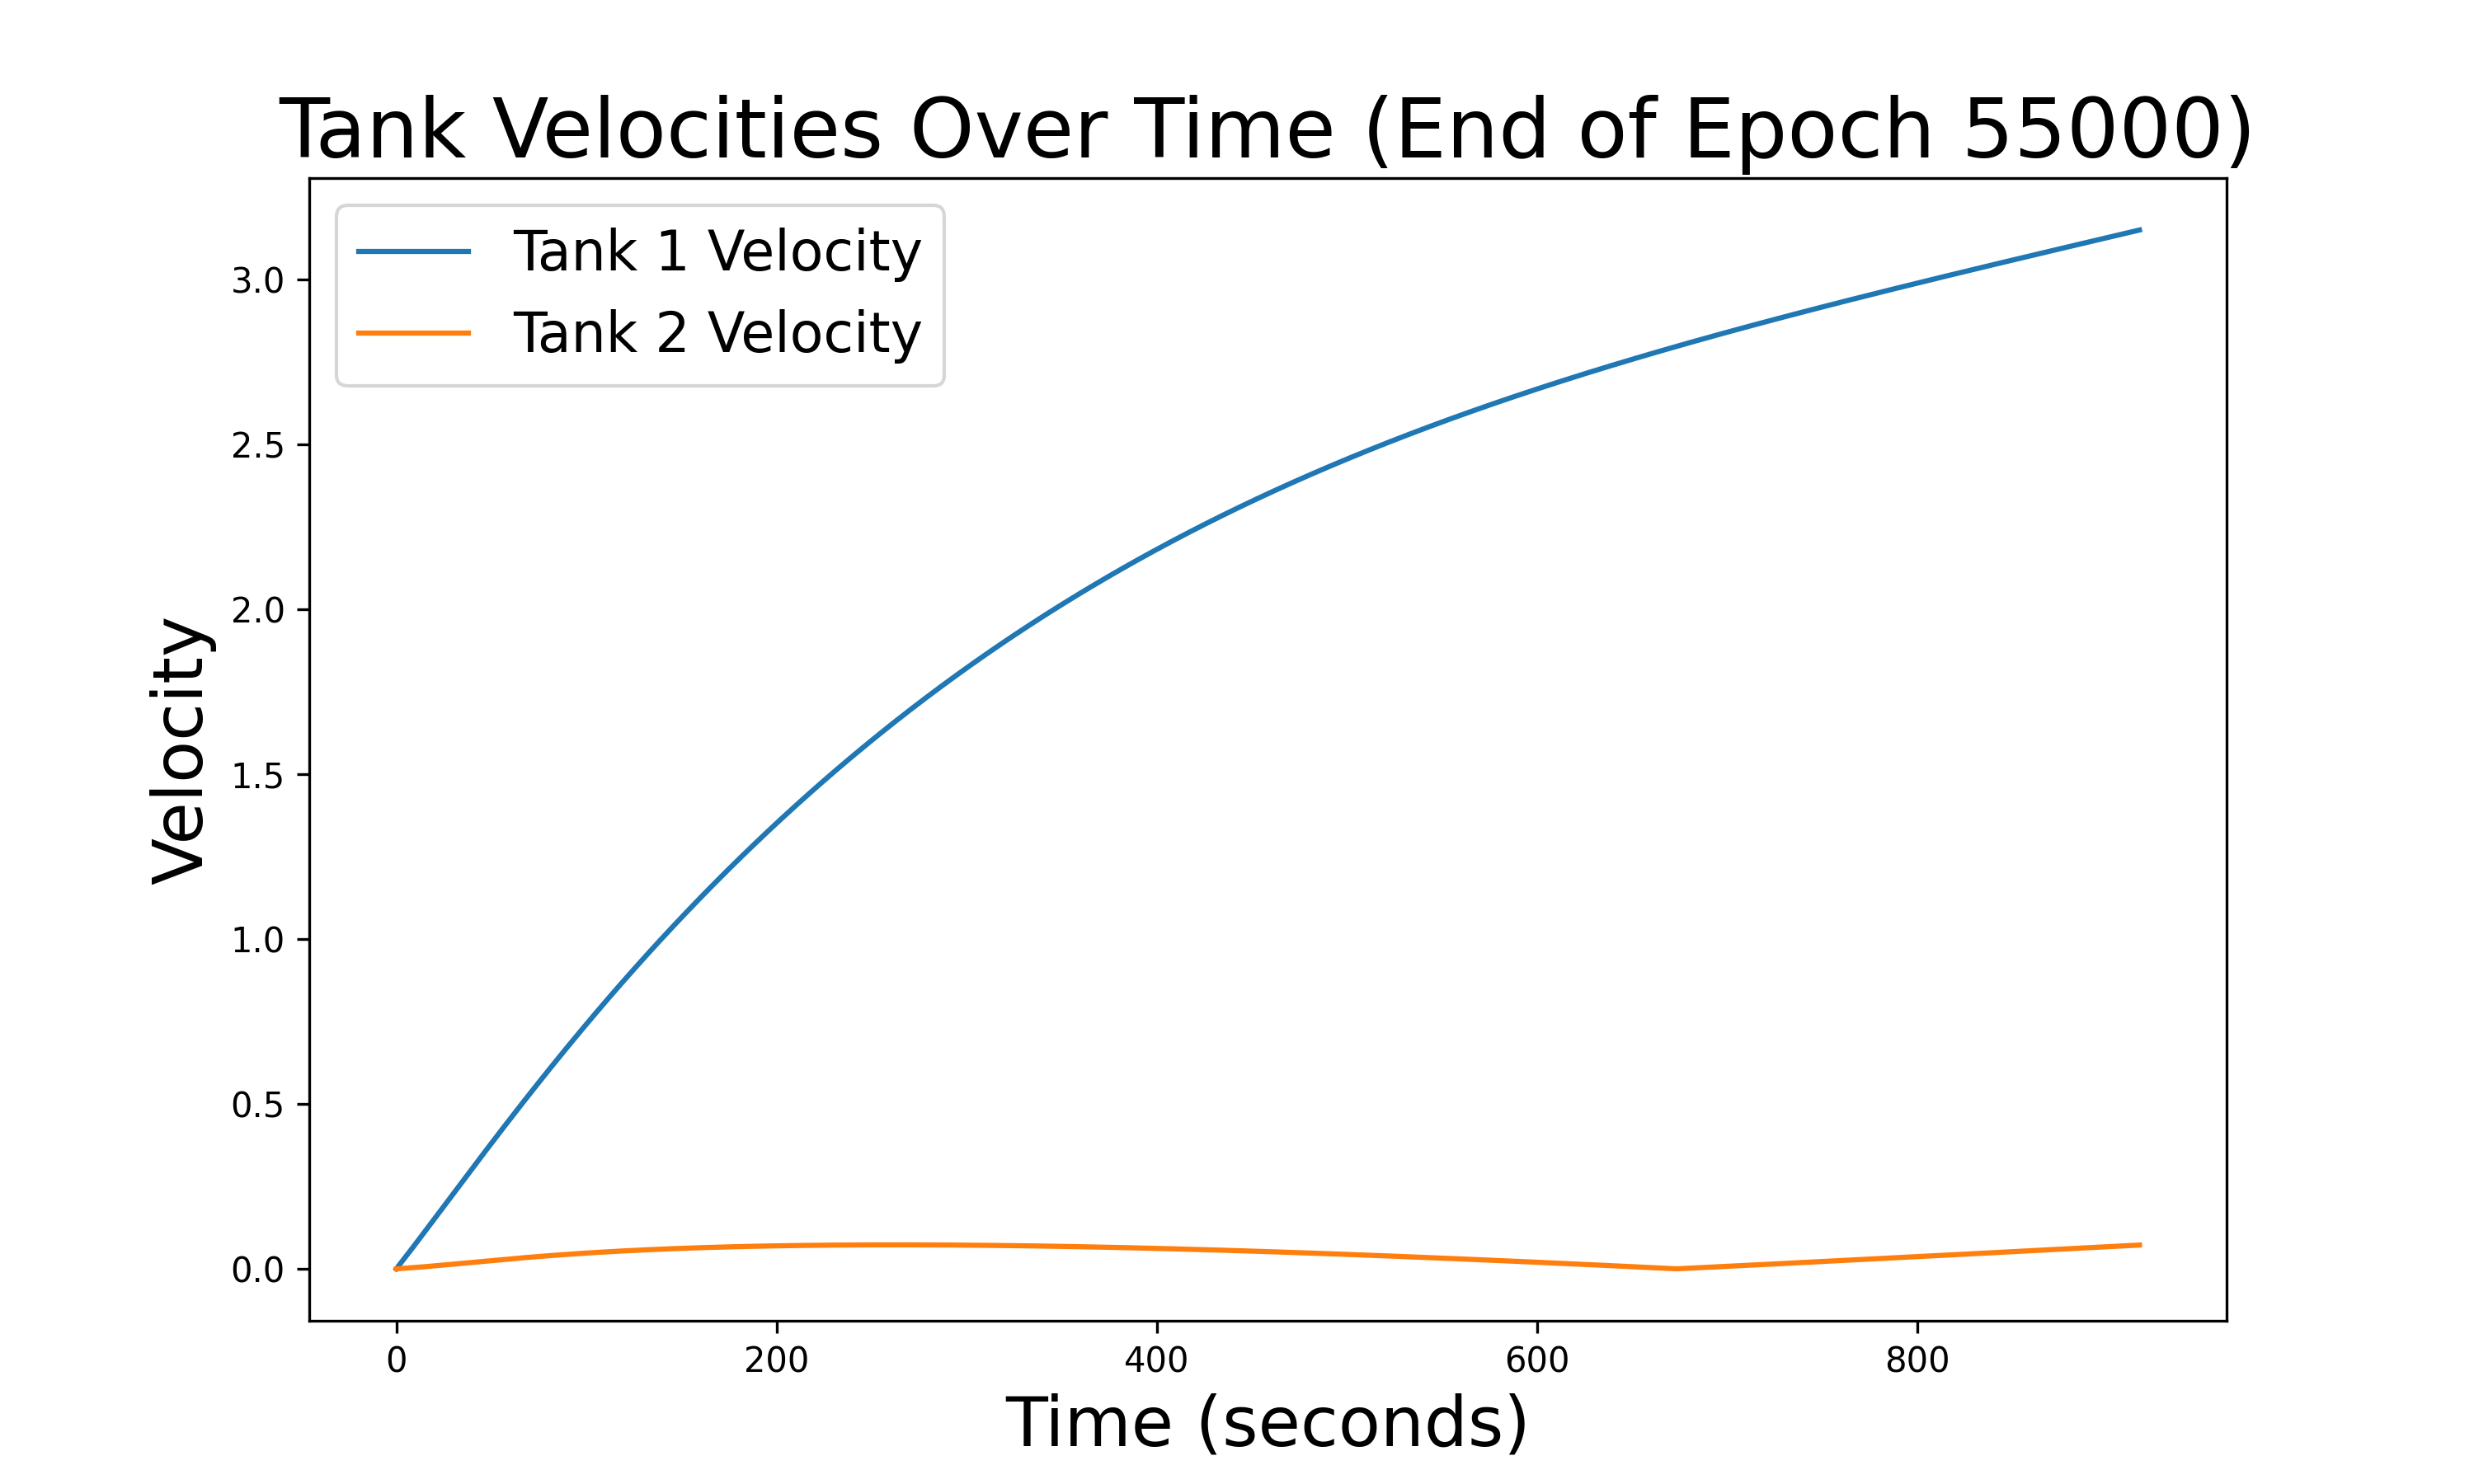 Tank Velocities Over Time (End of Epoch 55000)
Tank 1 Velocity
Tank 2 Velocity
Velocity
3.0
2.5
2.0
1.5
1.0
0.5
0.0
0 200 400 600 800
Time (seconds)